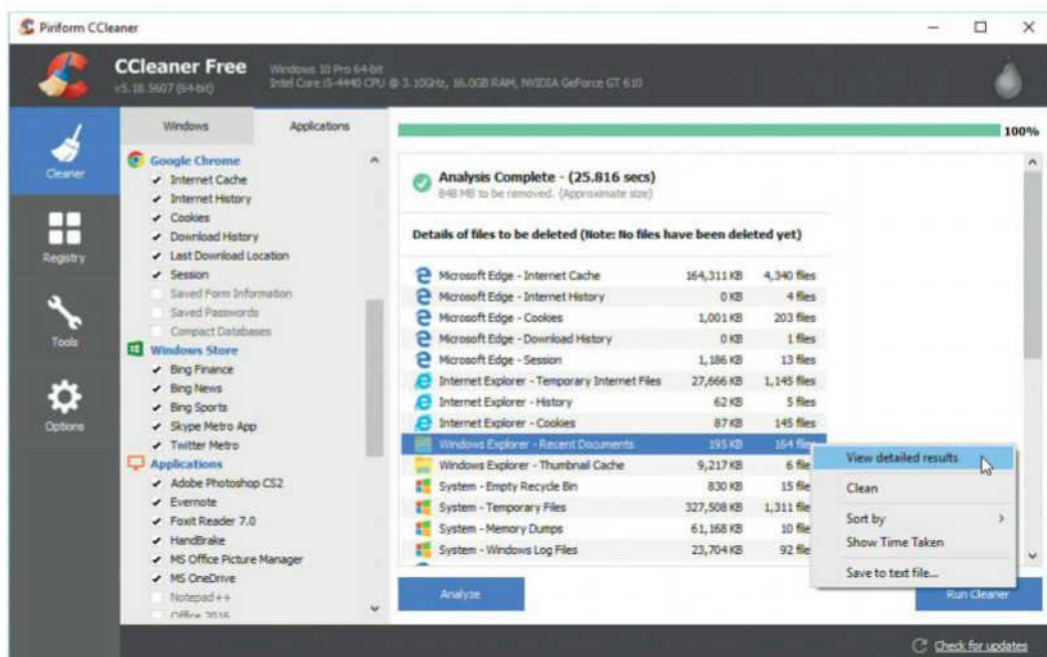 Piriform CCleaner
CCleaner Free
v5.18.5607 (64-bit)
Windows 10 Pro 64-bit
Intel Core i5-4440 CPU @ 3.10GHz, 16.0GB RAM, NVIDIA GeForce GT 610
Cleaner
Registry
Tools
Options
Windows
Applications
Google Chrome
Internet Cache
Internet History
Cookies
Download History
Last Download Location
Session
Saved Form Information
Saved Passwords
Compact Databases
Windows Store
Bing Finance
Bing News
Bing Sports
Skype Metro App
Twitter Metro
Applications
Adobe Photoshop CS2
Evernote
Foxit Reader 7.0
HandBrake
MS Office Picture Manager
MS OneDrive
Notepad++
Office 2016
100%
Analysis Complete - (25.816 secs)
848 MB to be removed. (Approximate size)
Details of files to be deleted (Note: No files have been deleted yet)
Microsoft Edge - Internet Cache 164,311 KB 4,340 files
Microsoft Edge - Internet History 0 KB 4 files
Microsoft Edge - Cookies 1,001 KB 203 files
Microsoft Edge - Download History 0 KB 1 files
Microsoft Edge - Session 1,186 KB 13 files
Internet Explorer - Temporary Internet Files 27,666 KB 1,145 files
Internet Explorer - History 62 KB 5 files
Internet Explorer - Cookies 87 KB 145 files
Windows Explorer - Recent Documents 195 KB 164 files
Windows Explorer - Thumbnail Cache 9,217 KB 6 file
System - Empty Recycle Bin 830 KB 15 file
System - Temporary Files 327,508 KB 1,311 file
System - Memory Dumps 61,168 KB 10 file
System - Windows Log Files 23,704 KB 92 file
View detailed results
Clean
Sort by
Show Time Taken
Save to text file...
Analyze
Run Cleaner
Check for updates